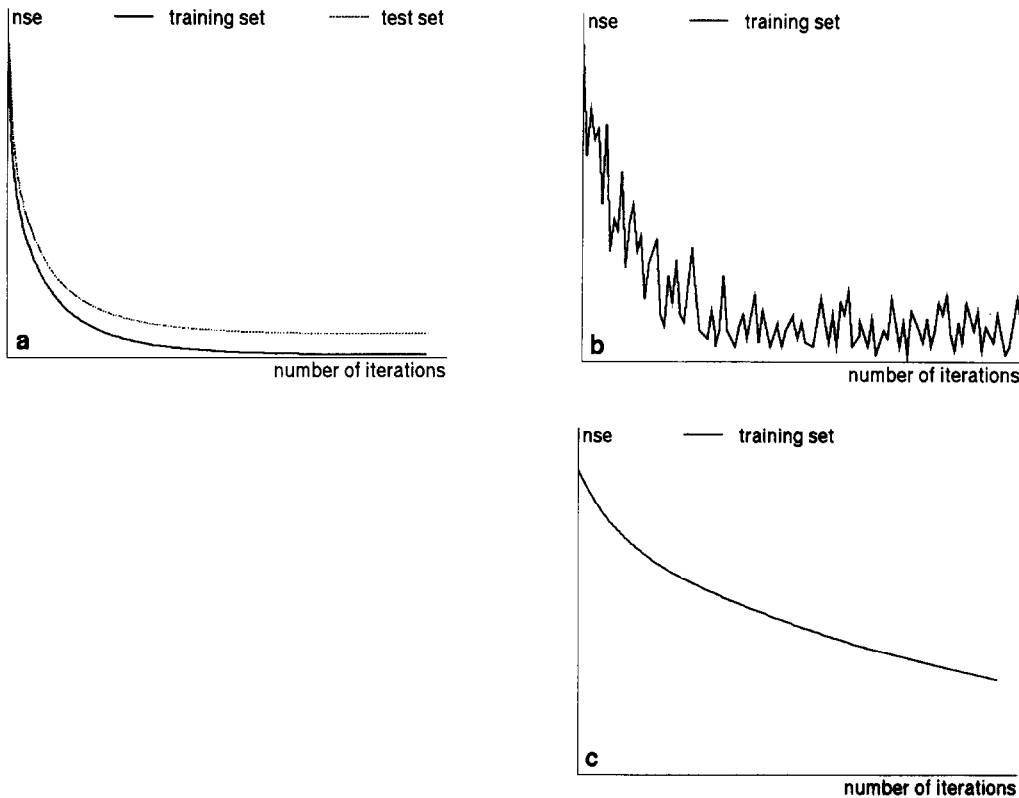 nse training set test set
a
number of iterations
nse training set
b
number of iterations
nse training set
c
number of iterations